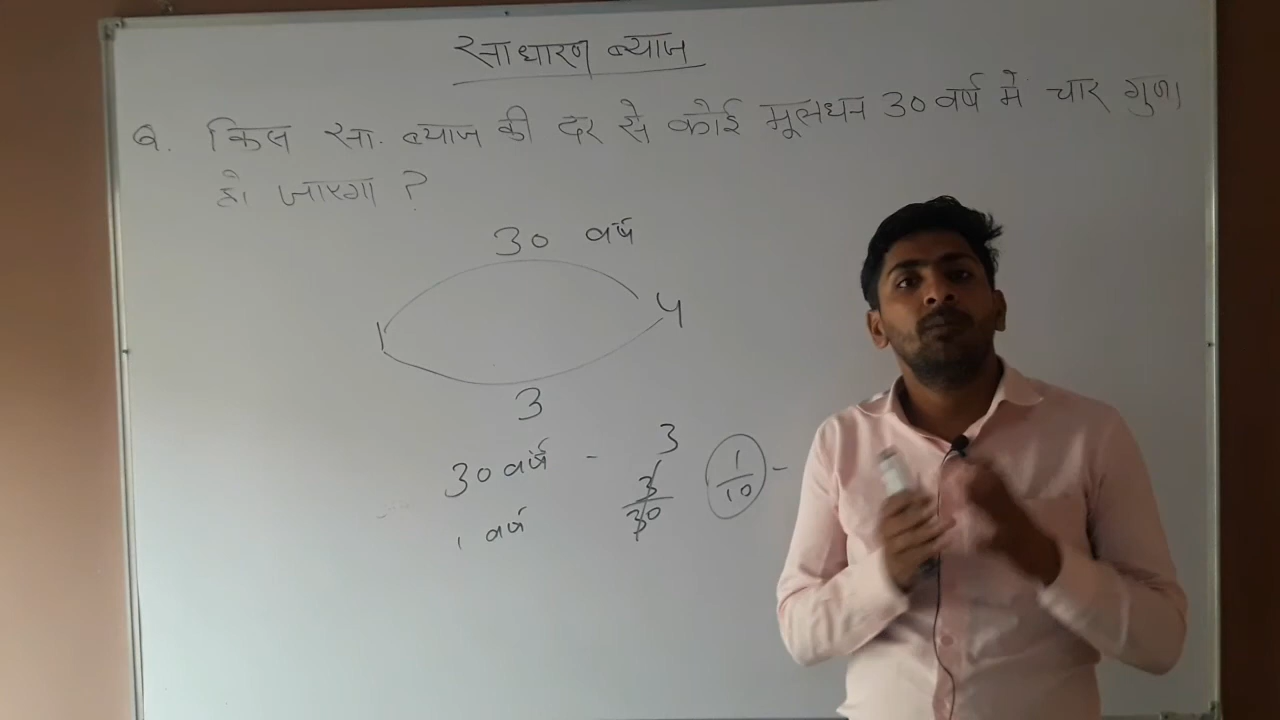 साधारण ब्याज
Q. किस सा. ब्याज की दर से कोई मूलधन 30 वर्ष में चार गुणा
हो जाएगा ?
30 वर्ष
1 4
3
30 वर्ष - 3
1 वर्ष 3/30 1/10 -